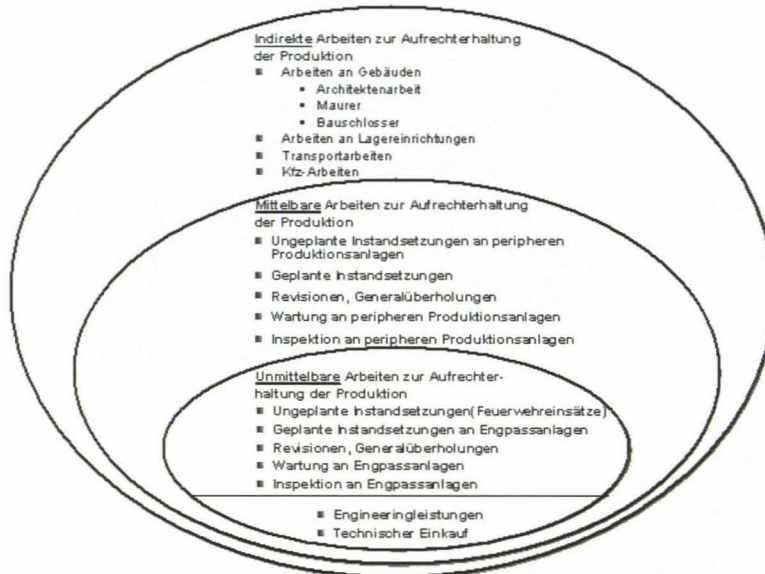 Indirekte Arbeiten zur Aufrechterhaltung
der Produktion
■ Arbeiten an Gebäuden
▪ Architektenarbeit
▪ Maurer
▪ Bauschlosser
■ Arbeiten an Lagereinrichtungen
■ Transportarbeiten
■ Kfz-Arbeiten
Mittelbare Arbeiten zur Aufrechterhaltung
der Produktion
■ Ungeplante Instandsetzungen an peripheren
Produktionsanlagen
■ Geplante Instandsetzungen
■ Revisionen, Generalüberholungen
■ Wartung an peripheren Produktionsanlagen
■ Inspektion an peripheren Produktionsanlagen
Unmittelbare Arbeiten zur Aufrechter-
haltung der Produktion
■ Ungeplante Instandsetzungen(Feuerwehreinsätze)
■ Geplante Instandsetzungen an Engpassanlagen
■ Revisionen, Generalüberholungen
■ Wartung an Engpassanlagen
■ Inspektion an Engpassanlagen
■ Engineeringleistungen
■ Technischer Einkauf